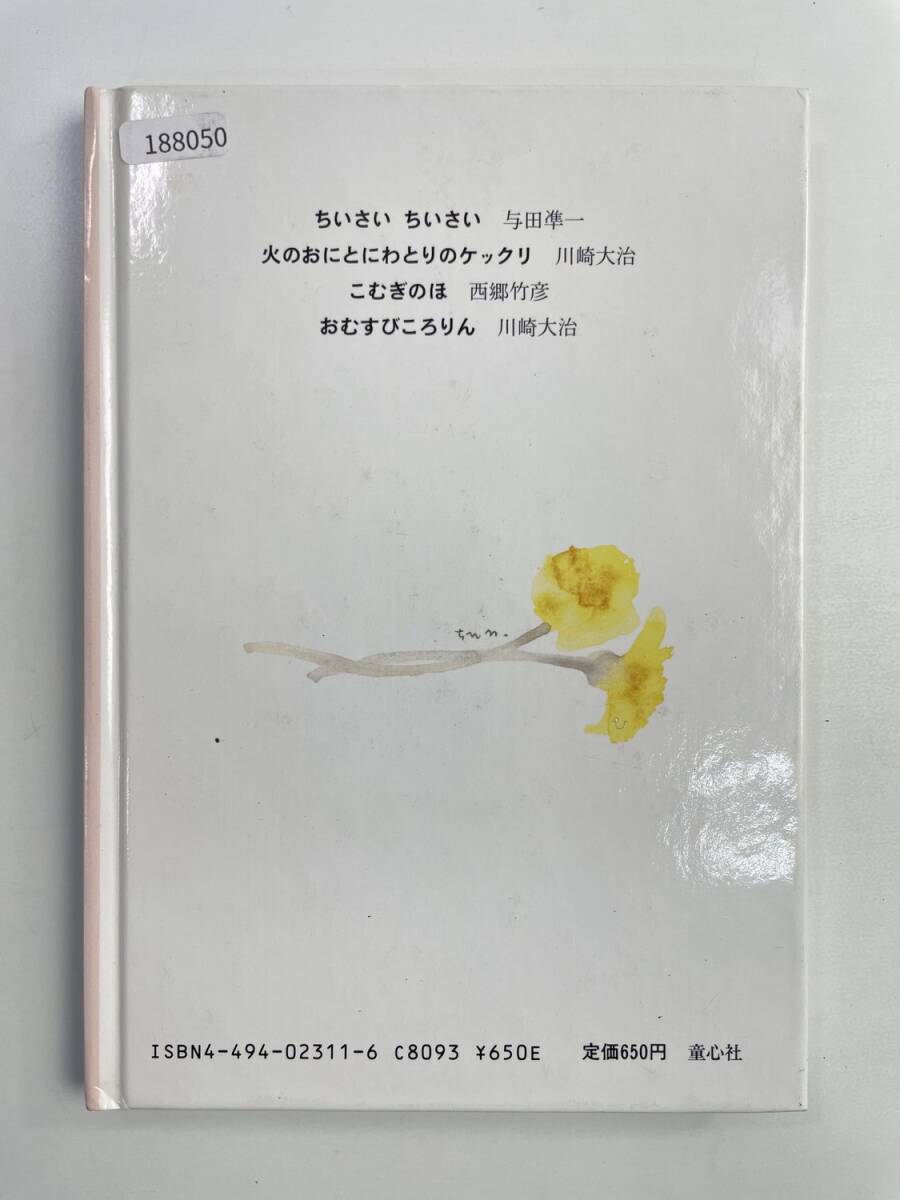 188050
ちいさい ちいさい 与田凖一
火のおにとにわとりのケックリ 川崎大治
こむぎのほ 西郷竹彦
おむすびころりん 川崎大治
ISBN4-494-02311-6 C8093 ¥650E 定価650円 童心社